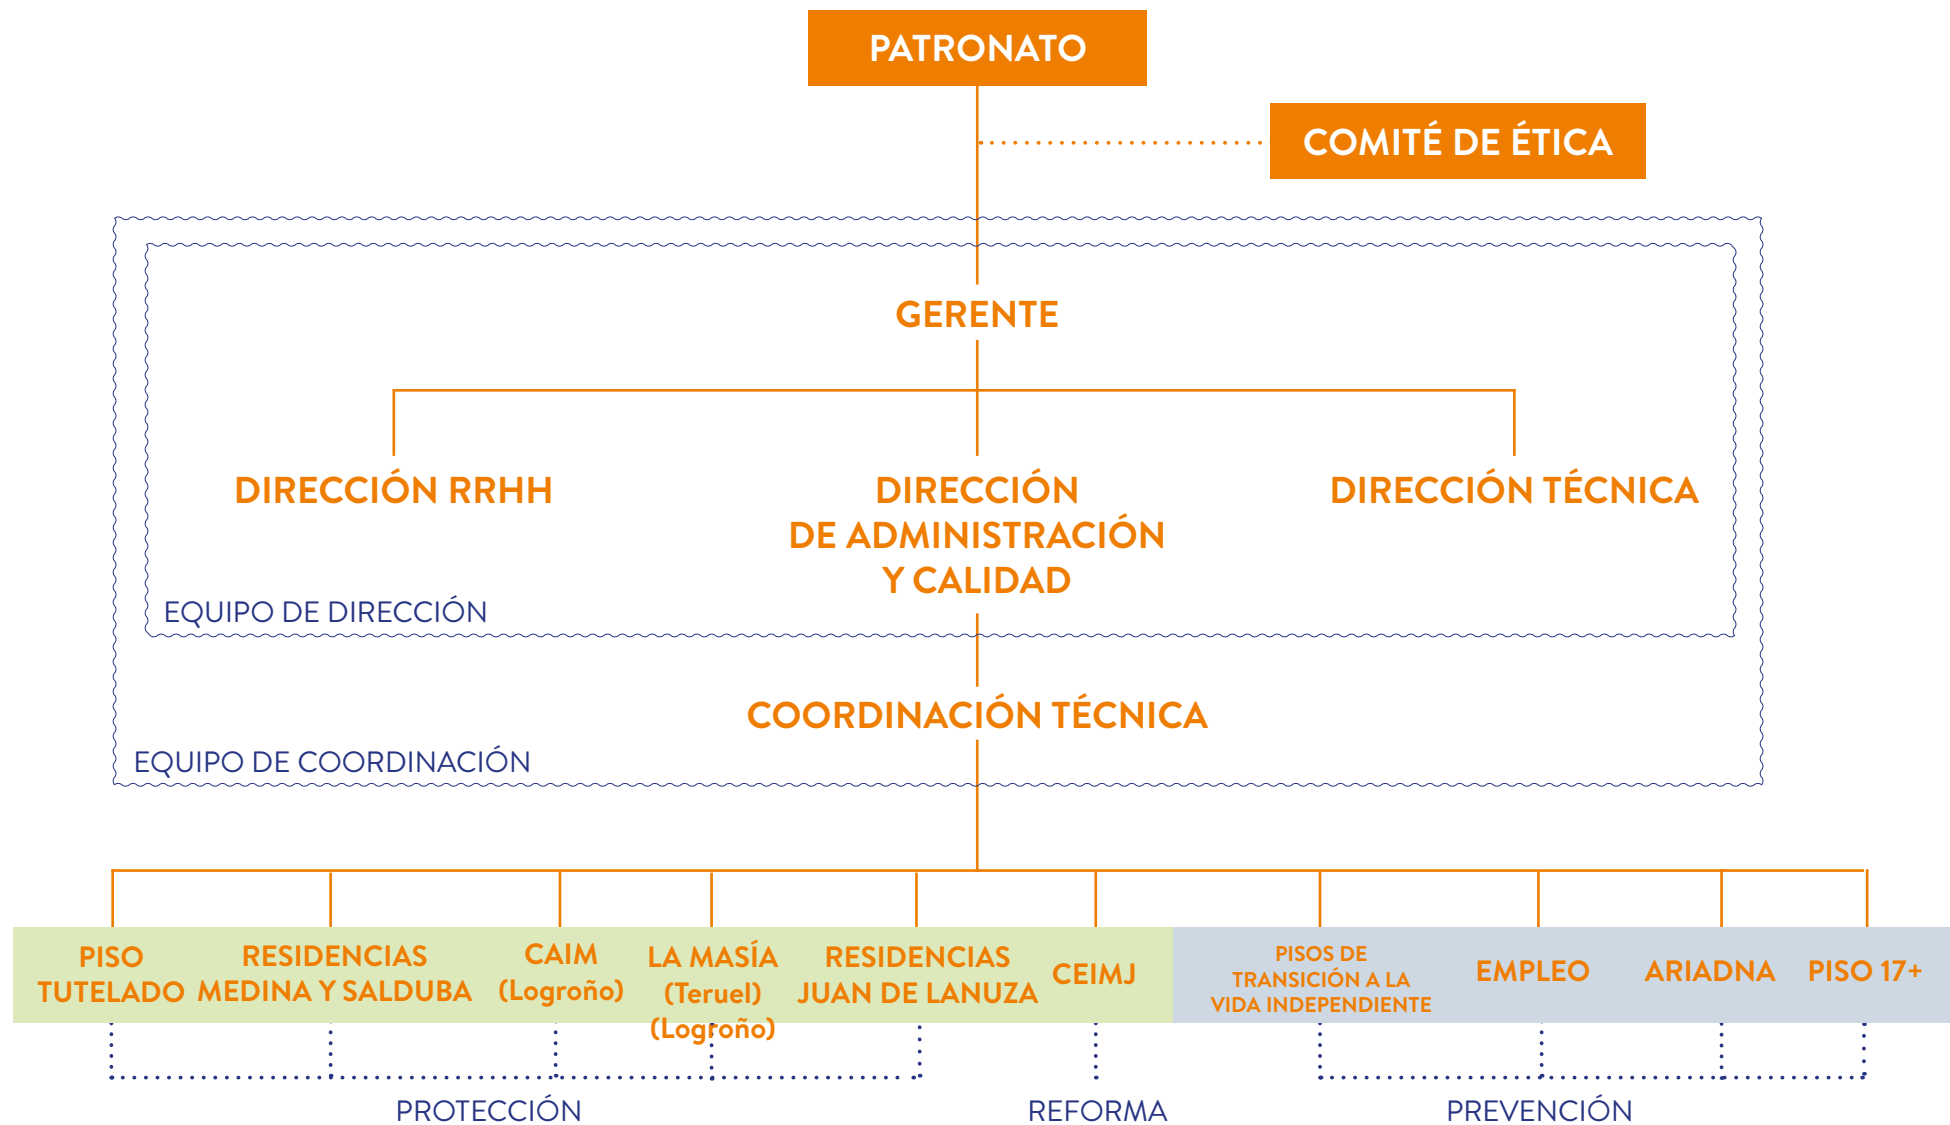 PATRONATO
COMITÉ DE ÉTICA
GERENTE
DIRECCIÓN RRHH
DIRECCIÓN
DE ADMINISTRACIÓN
Y CALIDAD
DIRECCIÓN TÉCNICA
EQUIPO DE DIRECCIÓN
COORDINACIÓN TÉCNICA
EQUIPO DE COORDINACIÓN
PISO
TUTELADO
RESIDENCIAS
MEDINA Y SALDUBA
CAIM
(Logroño)
LA MASÍA
(Teruel)
(Logroño)
RESIDENCIAS
JUAN DE LANUZA
CEIMJ
PISOS DE
TRANSICIÓN A LA
VIDA INDEPENDIENTE
EMPLEO
ARIADNA
PISO 17+
PROTECCIÓN
REFORMA
PREVENCIÓN